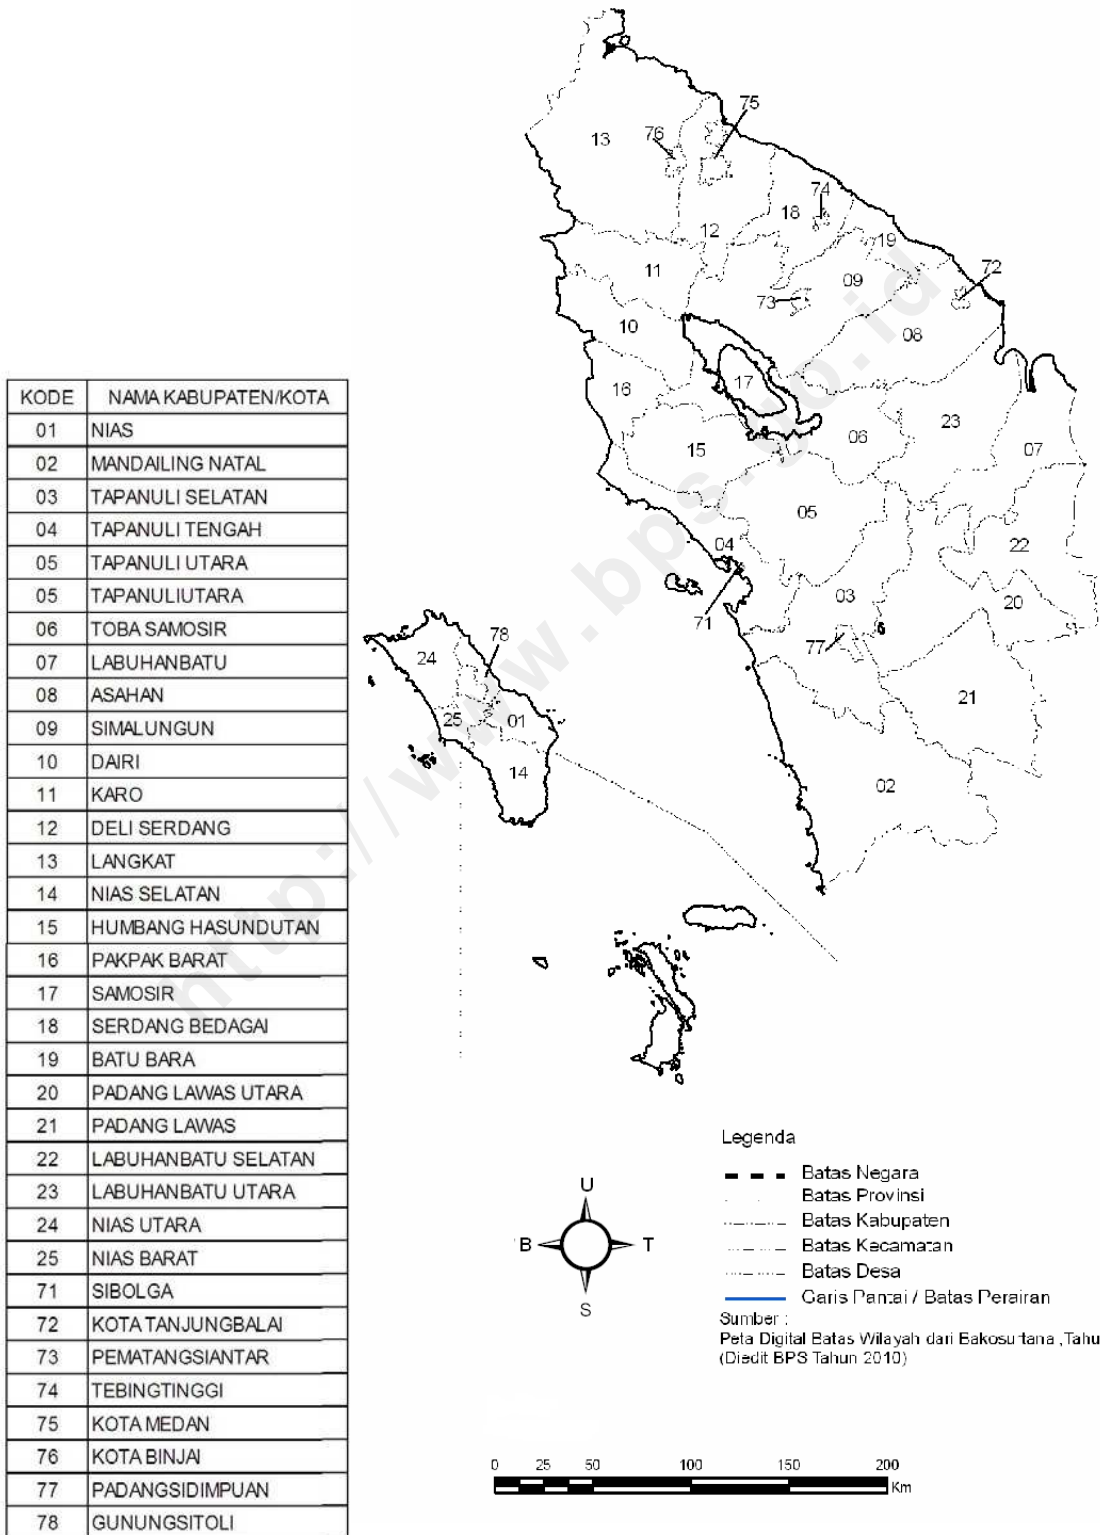 KODE NAMA KABUPATEN/KOTA
01 NIAS
02 MANDAILING NATAL
03 TAPANULI SELATAN
04 TAPANULI TENGAH
05 TAPANULI UTARA
05 TAPANULIUTARA
06 TOBA SAMOSIR
07 LABUHANBATU
08 ASAHAN
09 SIMALUNGUN
10 DAIRI
11 KARO
12 DELI SERDANG
13 LANGKAT
14 NIAS SELATAN
15 HUMBANG HASUNDUTAN
16 PAKPAK BARAT
17 SAMOSIR
18 SERDANG BEDAGAI
19 BATU BARA
20 PADANG LAWAS UTARA
21 PADANG LAWAS
22 LABUHANBATU SELATAN
23 LABUHANBATU UTARA
24 NIAS UTARA
25 NIAS BARAT
71 SIBOLGA
72 KOTA TANJUNGBALAI
73 PEMATANGSIANTAR
74 TEBINGTINGGI
75 KOTA MEDAN
76 KOTA BINJAI
77 PADANGSIDIMPUAN
78 GUNUNGSITOLI
75
76
13
74
18
12
19
11
72
09
73
10
08
17
16
23
06
15
07
05
04
22
03
20
71
78
77
24
21
25
01
14
02
http://www.bps.go.id
U
B T
S
Legenda
Batas Negara
Batas Provinsi
Batas Kabupaten
Batas Kecamatan
Batas Desa
Garis Pantai / Batas Perairan
Sumber :
Peta Digital Batas Wilayah dari Bakosurtana ,Tahu
(Diedit BPS Tahun 2010)
0 25 50 100 150 200
Km